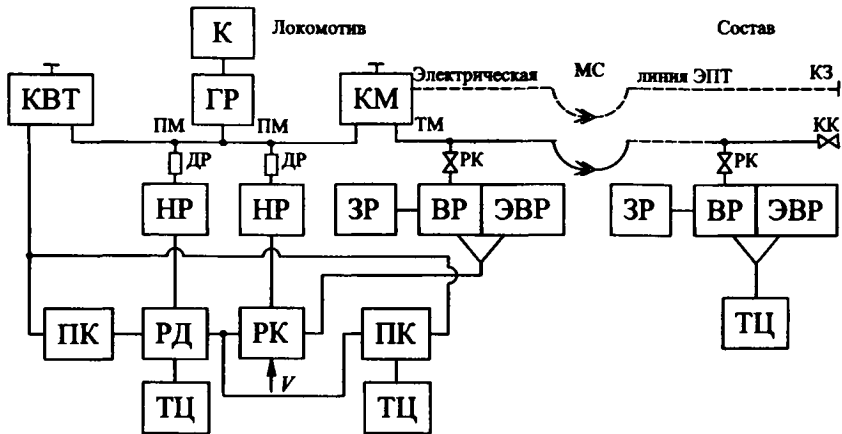 К Локомотив Состав
Электрическая МС линия ЭПТ КЗ
КВТ ГР КМ
ПМ ПМ ТМ КК
ДР ДР РК РК
НР НР ЗР ВР ЭВР ЗР ВР ЭВР
ПК РД РК ПК ТЦ
V
ТЦ ТЦ